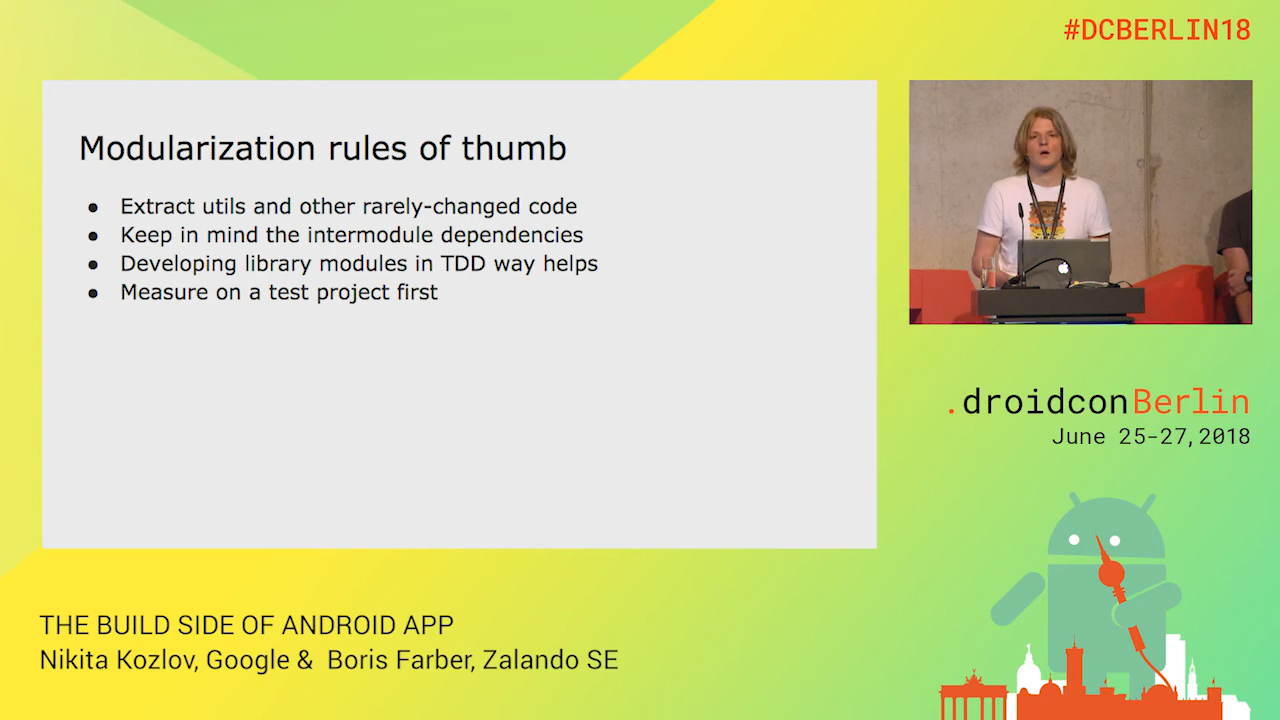 #DCBERLIN18
Modularization rules of thumb
● Extract utils and other rarely-changed code
● Keep in mind the intermodule dependencies
● Developing library modules in TDD way helps
● Measure on a test project first
.droidconBerlin
June 25-27,2018
THE BUILD SIDE OF ANDROID APP
Nikita Kozlov, Google & Boris Farber, Zalando SE